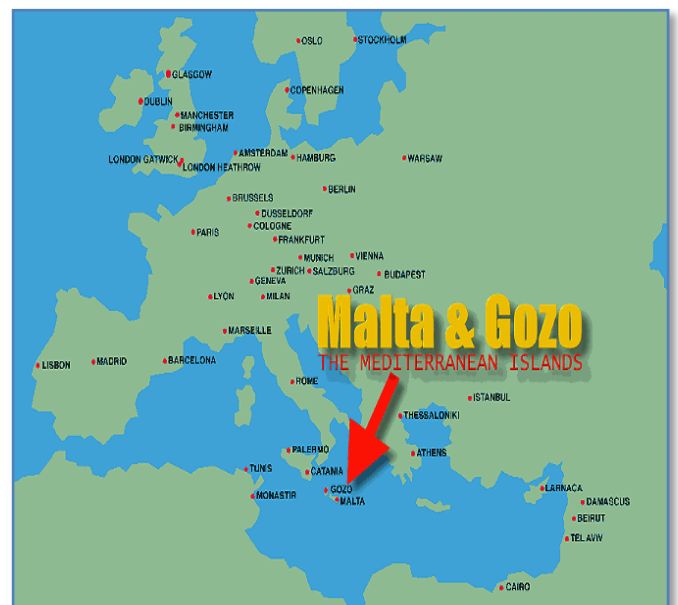 OSLO
STOCKHOLM
GLASGOW
COPENHAGEN
DUBLIN
MANCHESTER
BIRMINGHAM
AMSTERDAM
HAMBURG
WARSAW
LONDON GATWICK
LONDON HEATHROW
BERLIN
BRUSSELS
DUSSELDORF
COLOGNE
PARIS
FRANKFURT
MUNICH
VIENNA
ZURICH
SALZBURG
BUDAPEST
GENEVA
GRAZ
LYON
MILAN
Malta & Gozo
MARSEILLE
THE MEDITERRANEAN ISLANDS
LISBON
MADRID
BARCELONA
ROME
ISTANBUL
THESSALONIKI
PALERMO
ATHENS
TUNIS
CATANIA
GOZO
LARNACA
MONASTIR
MALTA
DAMASCUS
BEIRUT
TEL AVIV
CAIRO